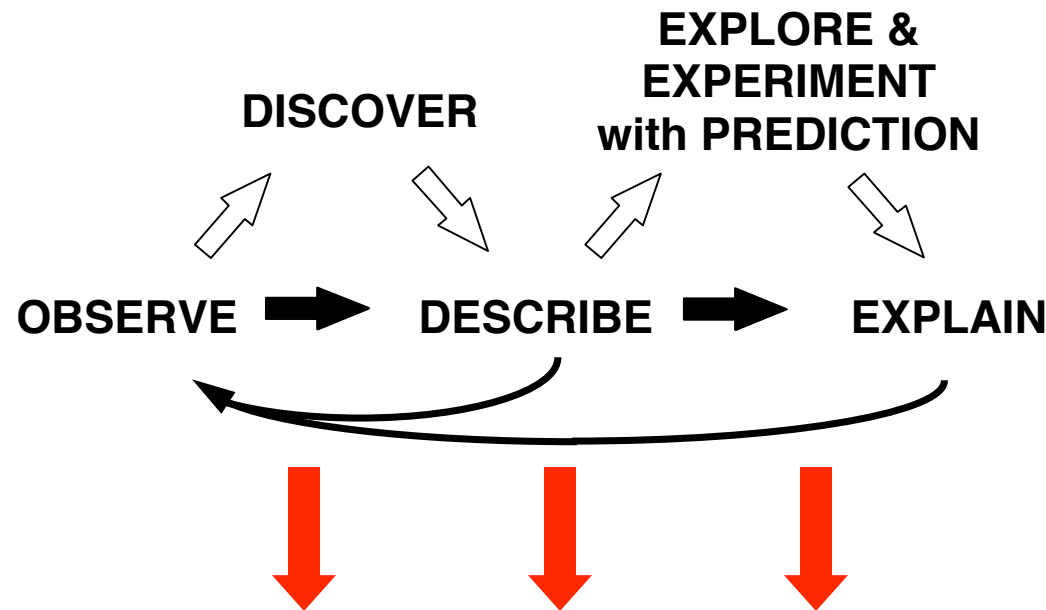 EXPLORE &
EXPERIMENT
with PREDICTION
DISCOVER
OBSERVE
DESCRIBE
EXPLAIN